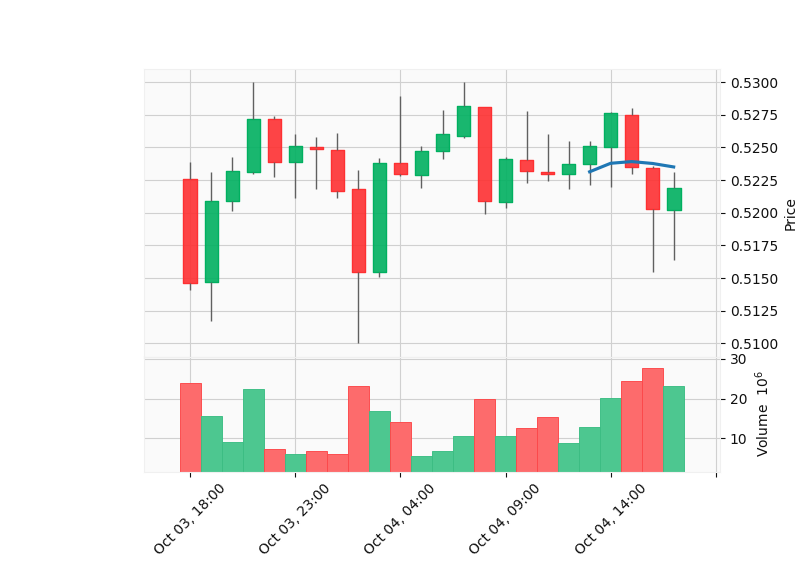 0.5300
0.5275
0.5250
0.5225
0.5200
0.5175
0.5150
0.5125
0.5100
Price
30
20
10
Volume 10^6
Oct 03, 18:00
Oct 03, 23:00
Oct 04, 04:00
Oct 04, 09:00
Oct 04, 14:00